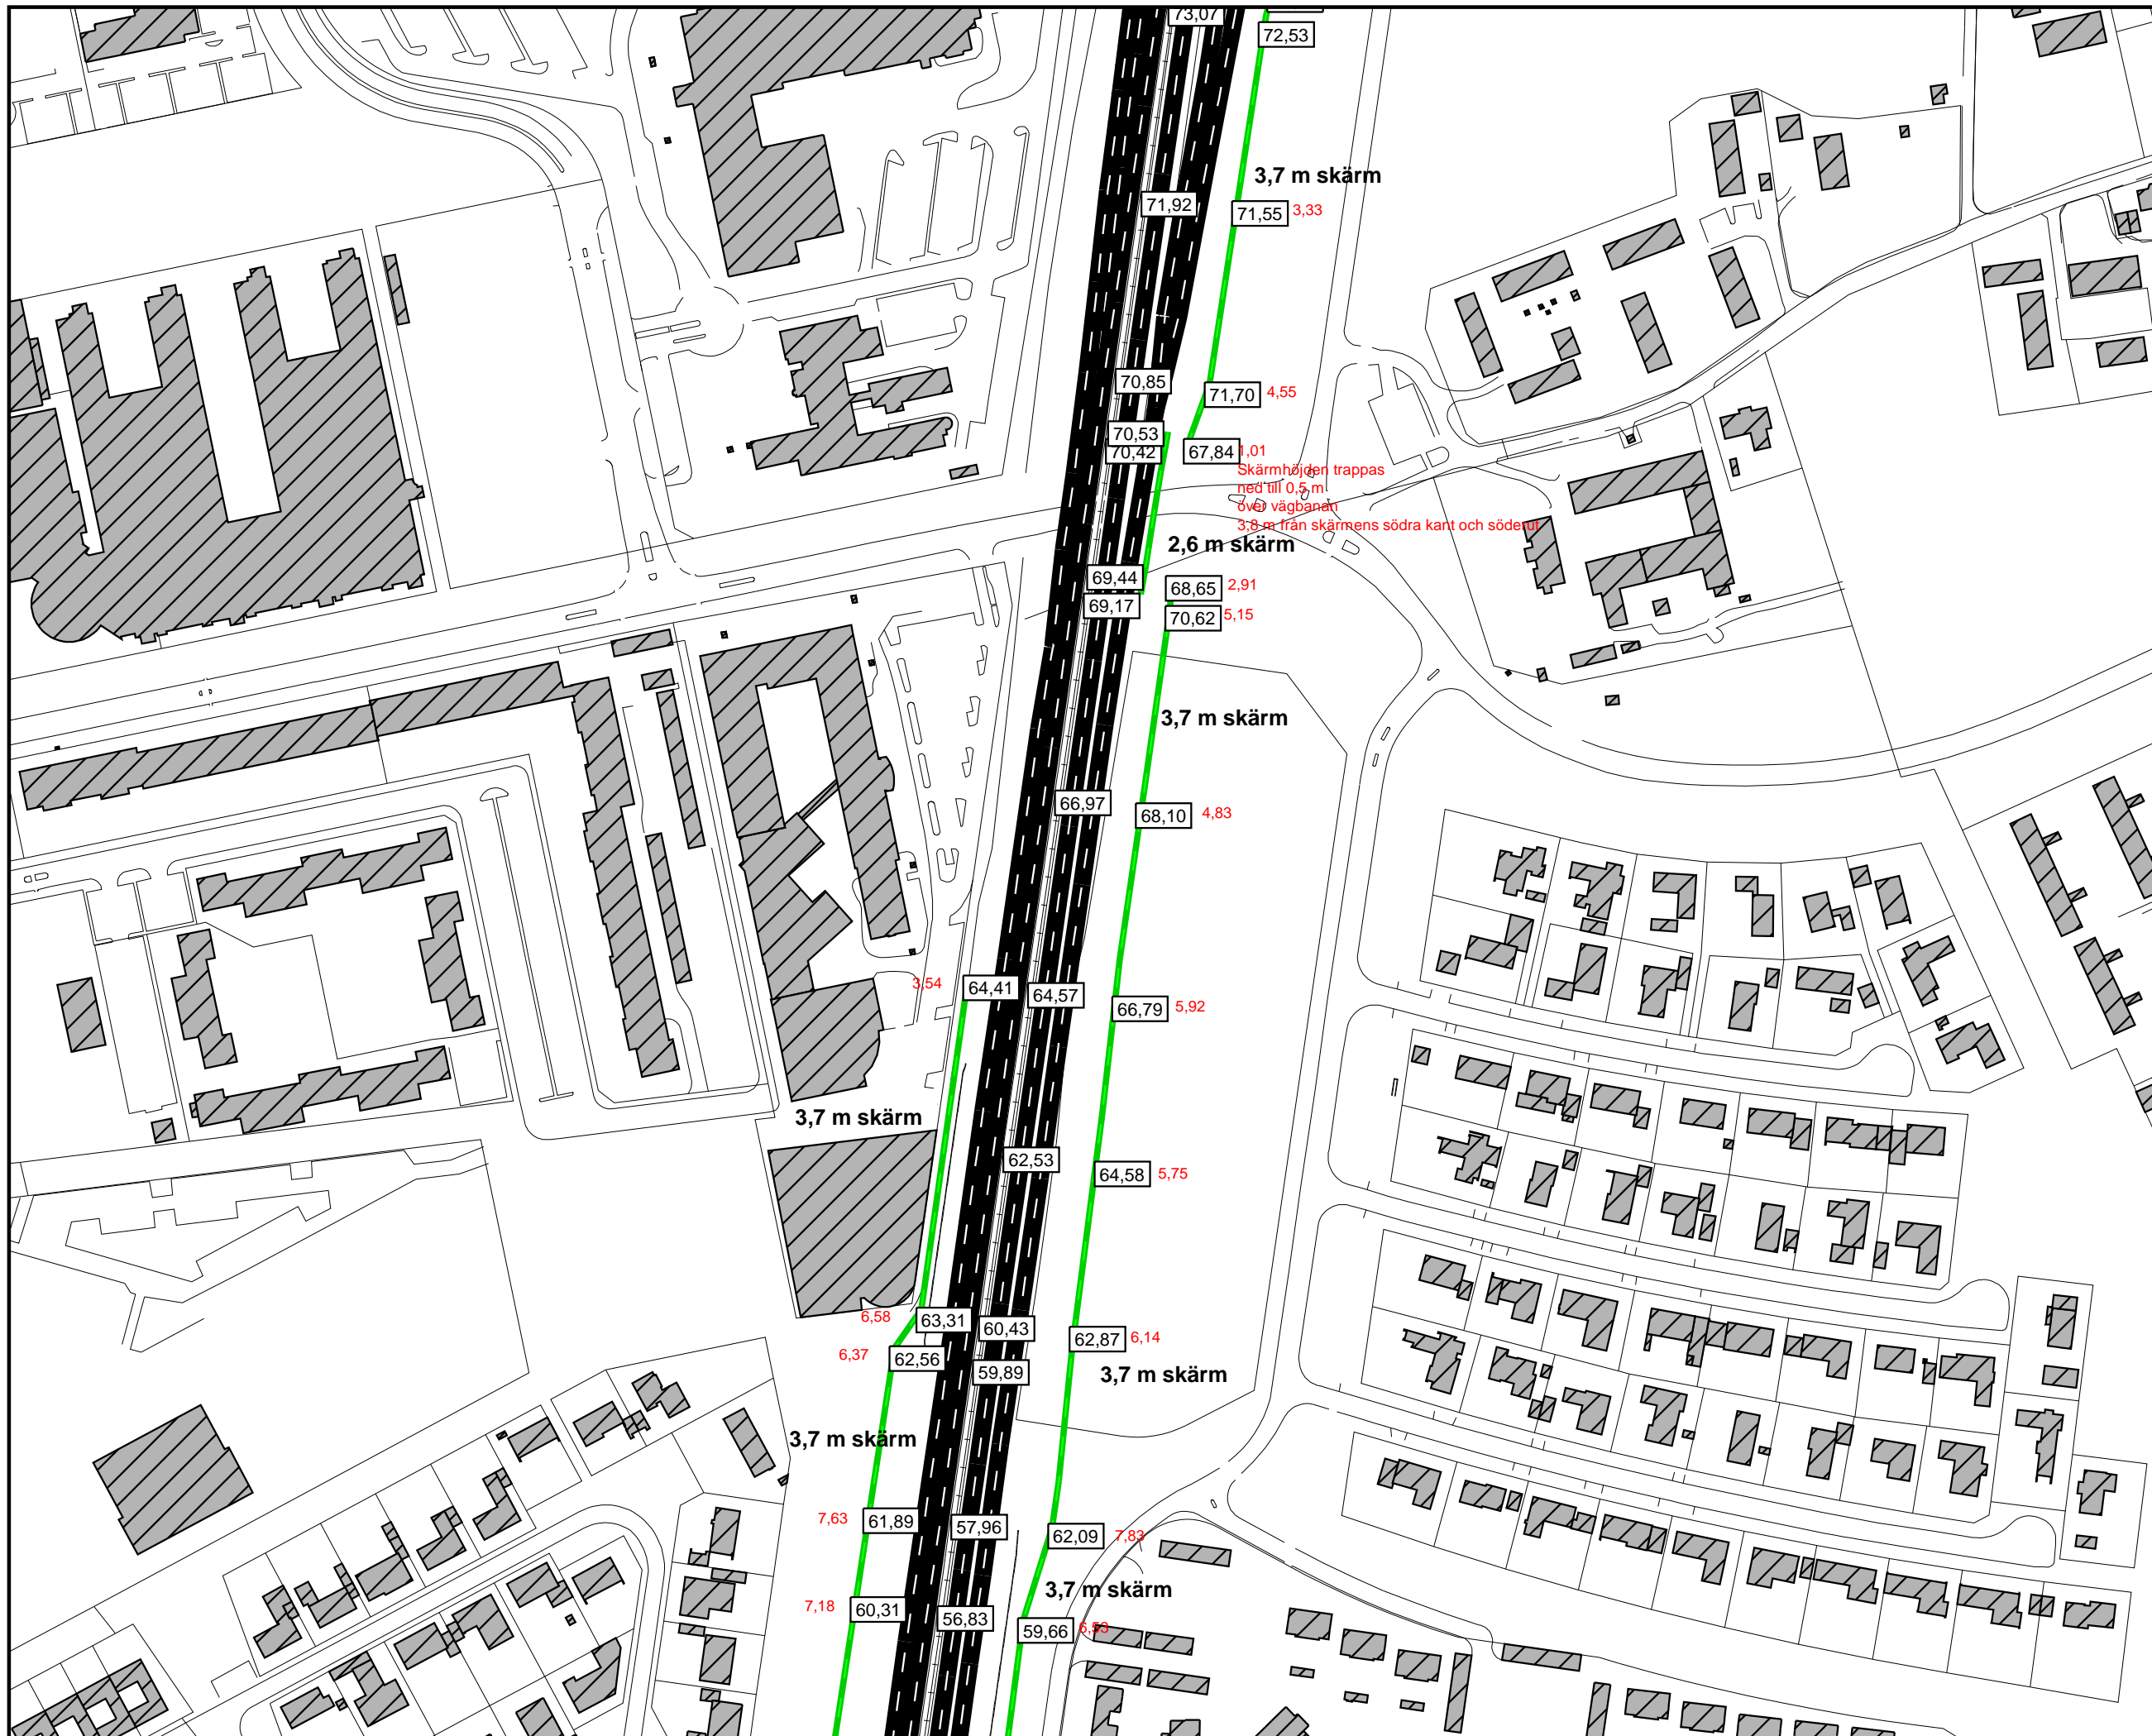 73,07
72,53
3,7 m skärm
71,92
71,55 3,33
70,85
71,70 4,55
70,53
70,42
67,84 1,01
Skärmhöjden trappas
ned till 0,5 m
över vägbanan
3,8 m från skärmens södra kant och söderut
2,6 m skärm
69,44
68,65 2,91
69,17
70,62 5,15
3,7 m skärm
66,97
68,10 4,83
3,54 64,41
64,57
66,79 5,92
3,7 m skärm
62,53
64,58 5,75
6,58 63,31
60,43
62,87 6,14
6,37 62,56
59,89
3,7 m skärm
3,7 m skärm
7,63 61,89
57,96
62,09 7,83
3,7 m skärm
7,18 60,31
56,83
59,66 6,53